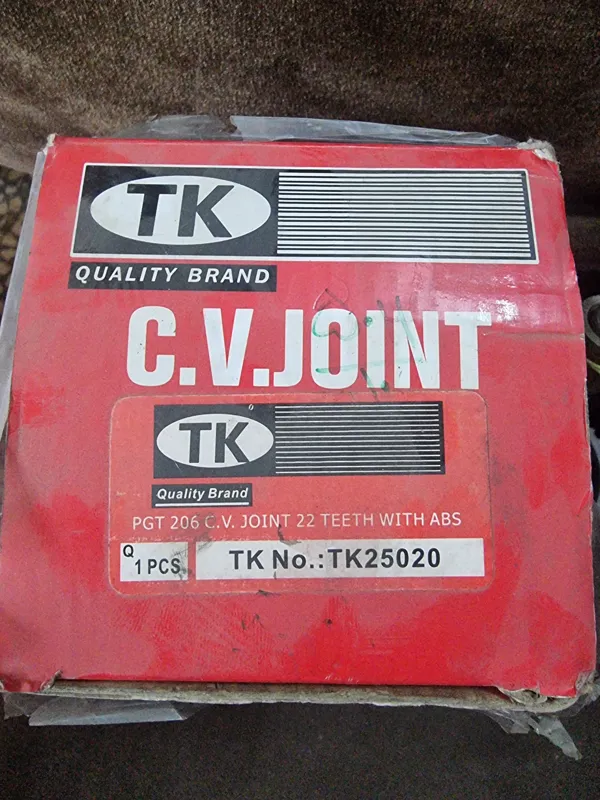 TK
QUALITY BRAND
C.V.JOINT
TK
Quality Brand
PGT 206 C.V. JOINT 22 TEETH WITH ABS
Q
1 PCS
TK No.:TK25020